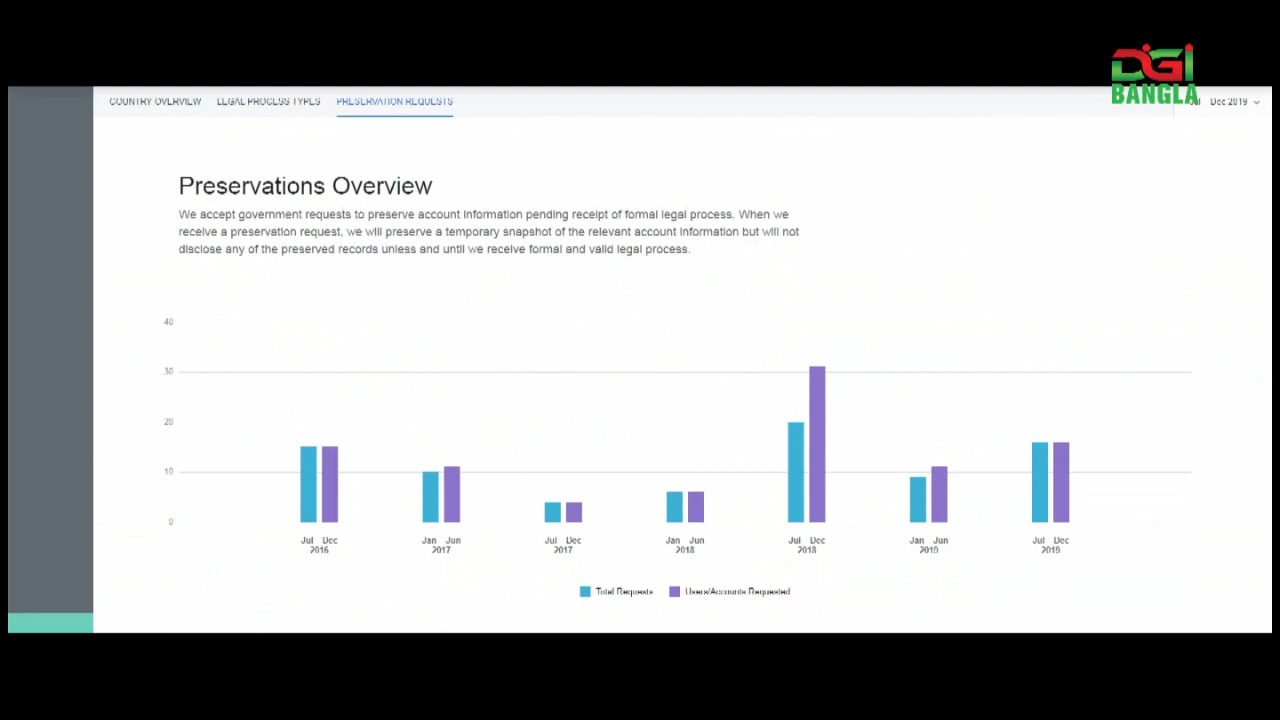 DIGI
BANGLA
COUNTRY OVERVIEW LEGAL PROCESS TYPES PRESERVATION REQUESTS Jul Dec 2019
Preservations Overview
We accept government requests to preserve account information pending receipt of formal legal process. When we
receive a preservation request, we will preserve a temporary snapshot of the relevant account information but will not
disclose any of the preserved records unless and until we receive formal and valid legal process.
40
30
20
10
0
Jul Dec Jan Jun Jul Dec Jan Jun Jul Dec Jan Jun Jul Dec
2016 2017 2017 2018 2018 2019 2019
Total Requests Users/Accounts Requested